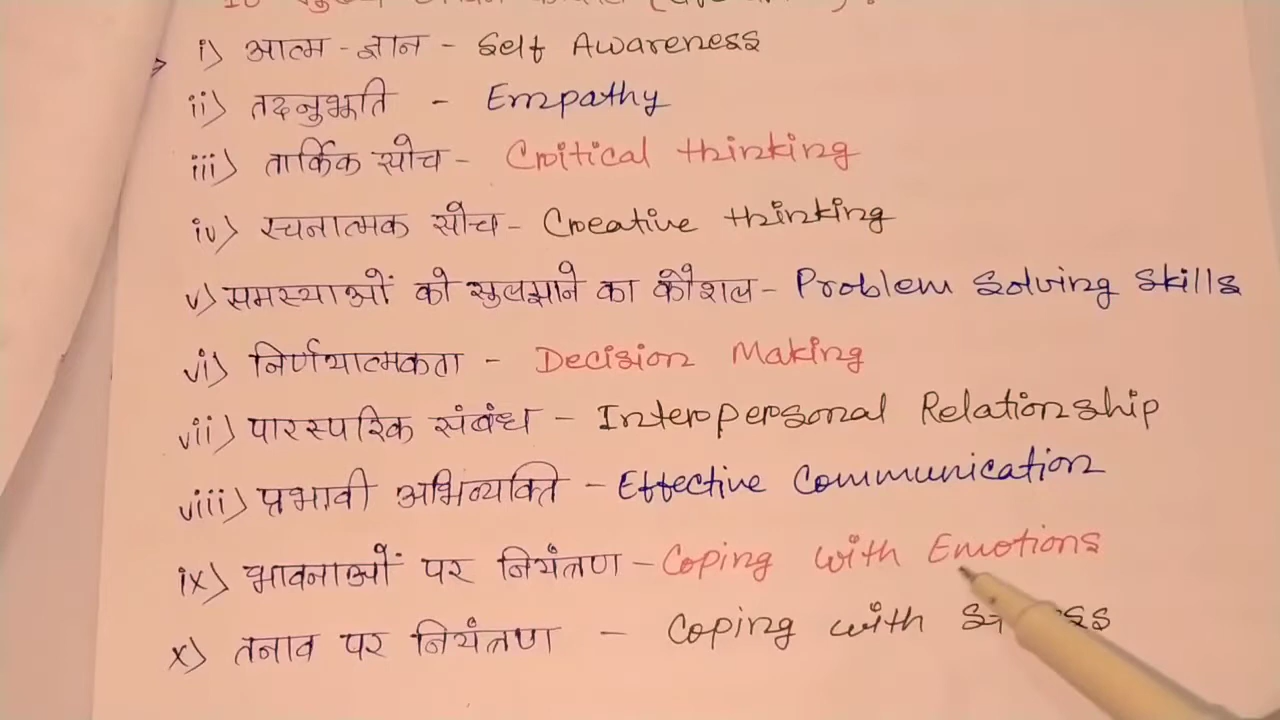 i) आत्म - ज्ञान - Self Awareness
ii) तदनुभूति - Empathy
iii) तार्किक सोच - Critical thinking
iv) रचनात्मक सोच - Creative thinking
v) समस्याओं को सुलझाने का कौशल - Problem Solving Skills
vi) निर्णयात्मकता - Decision Making
vii) पारस्परिक संबंध - Interpersonal Relationship
viii) प्रभावी अभिव्यक्ति - Effective Communication
ix) भावनाओं पर नियंत्रण - Coping with Emotions
x) तनाव पर नियंत्रण - Coping with